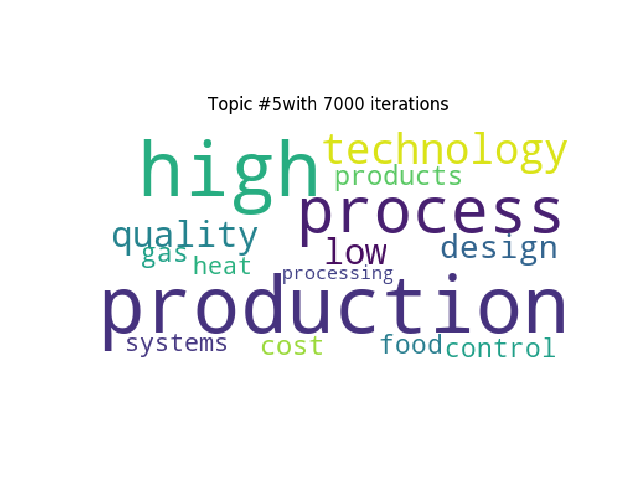 Topic #5with 7000 iterations
high technology
products
process
quality
low design
gas
heat
processing
production
systems cost food control